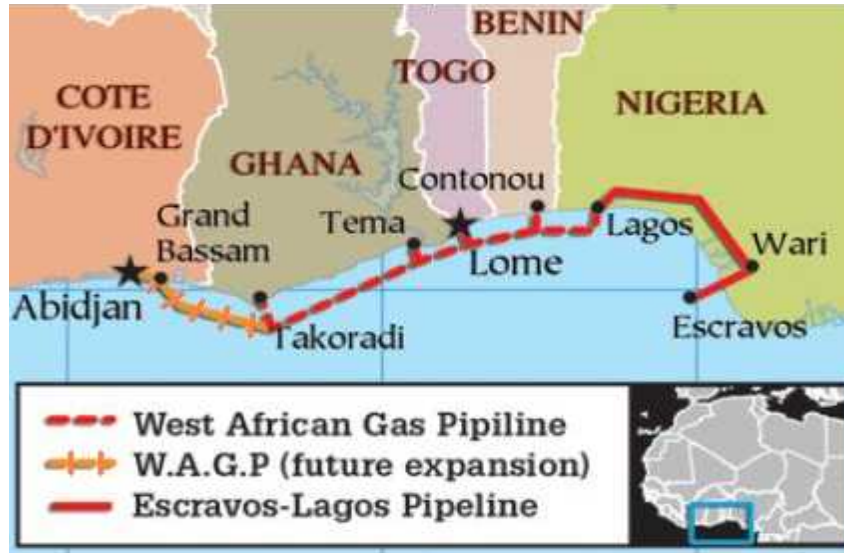 BENIN
TOGO
COTE
D'IVOIRE
NIGERIA
GHANA
Contonou
Grand
Bassam
Tema
Lagos
Wari
Lome
Abidjan
Takoradi
Escravos
West African Gas Pipiline
W.A.G.P (future expansion)
Escravos-Lagos Pipeline